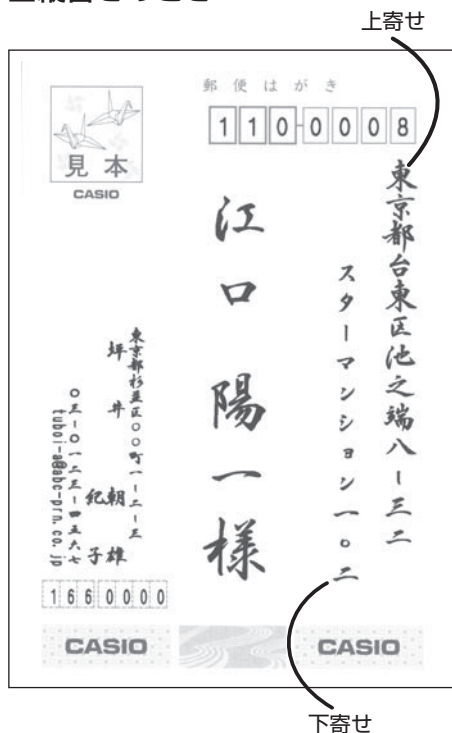 上寄せ
郵便はがき
110-0008
見本
CASIO
東京都台東区池之端八ー三二
スターマンション一〇二
江口陽一様
東京都杉並区〇〇町一ー二ー三
坪井 朝雄
紀子
〇三ー〇一二三ー四五六七
tuboi-a@abc-prn.co.jp
1660000
CASIO
CASIO
下寄せ